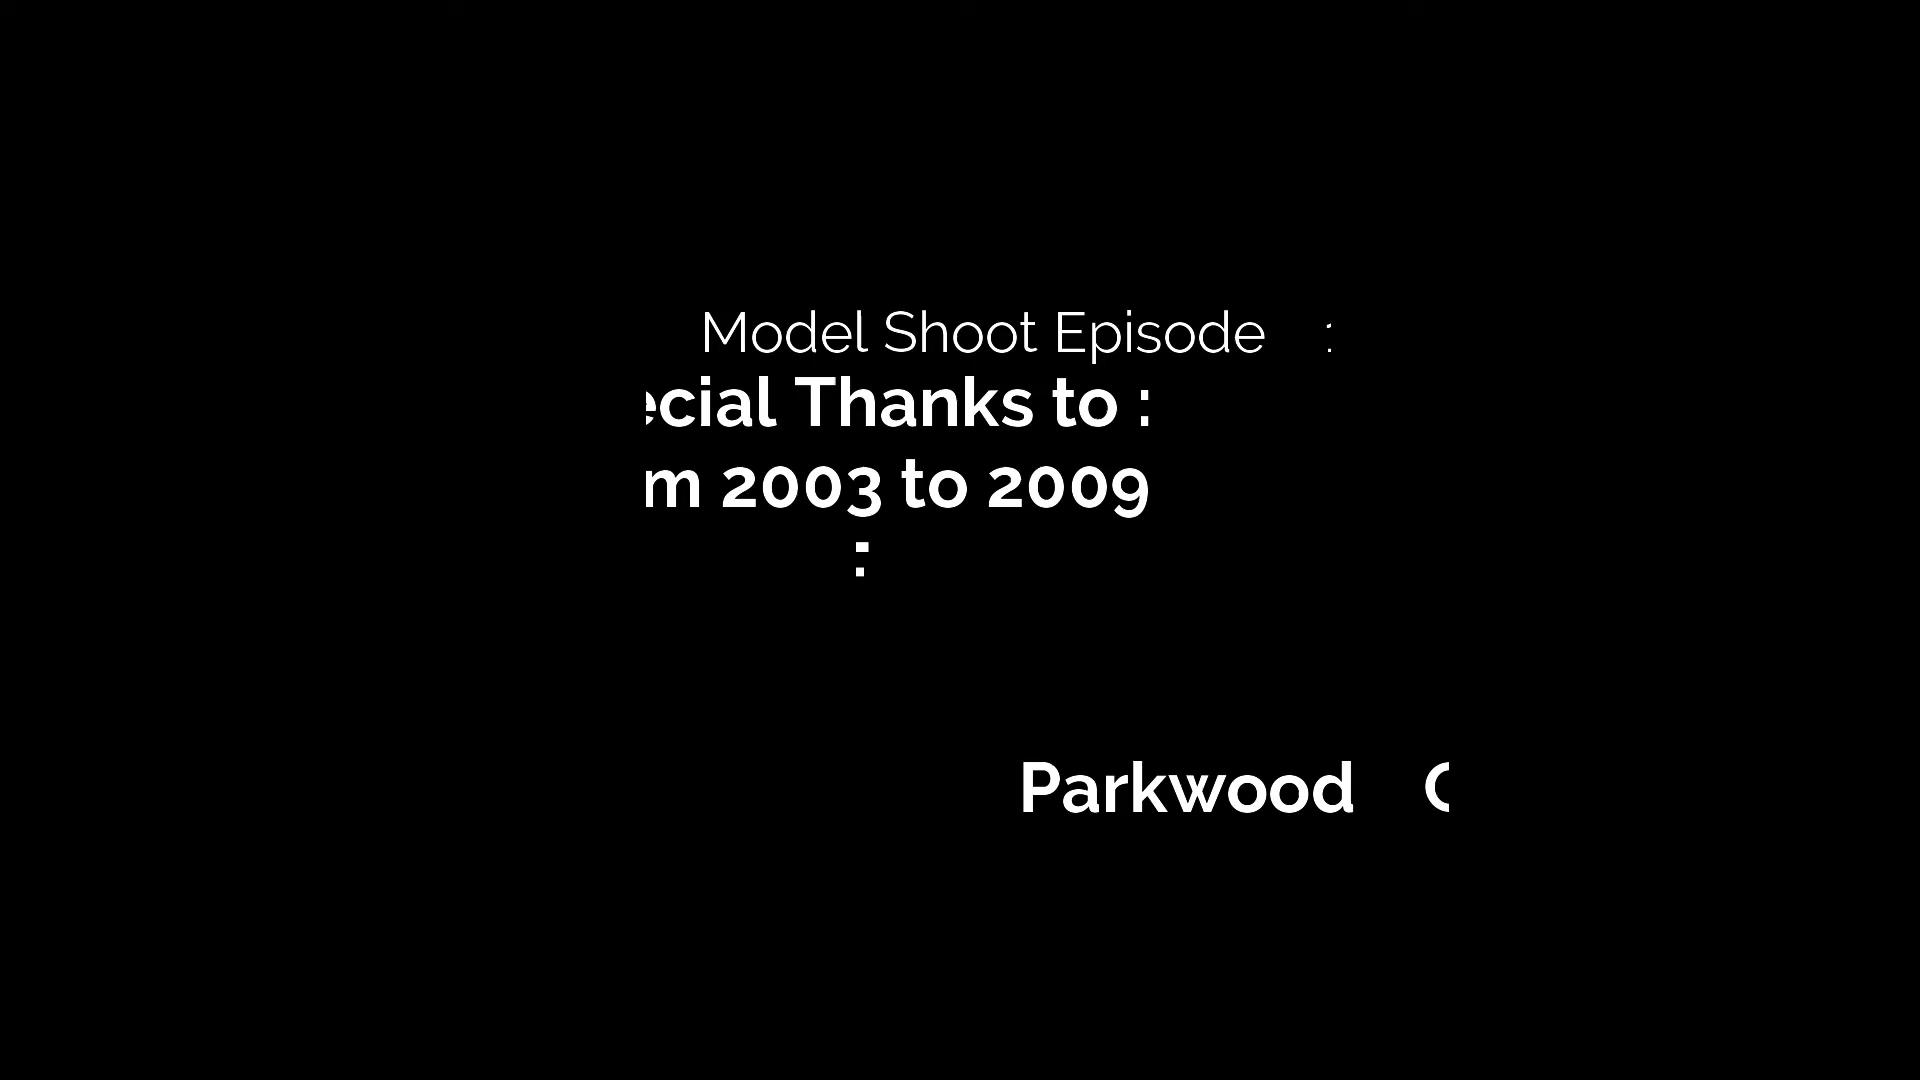 Model Shoot Episode :
ecial Thanks to :
m 2003 to 2009
:
Parkwood